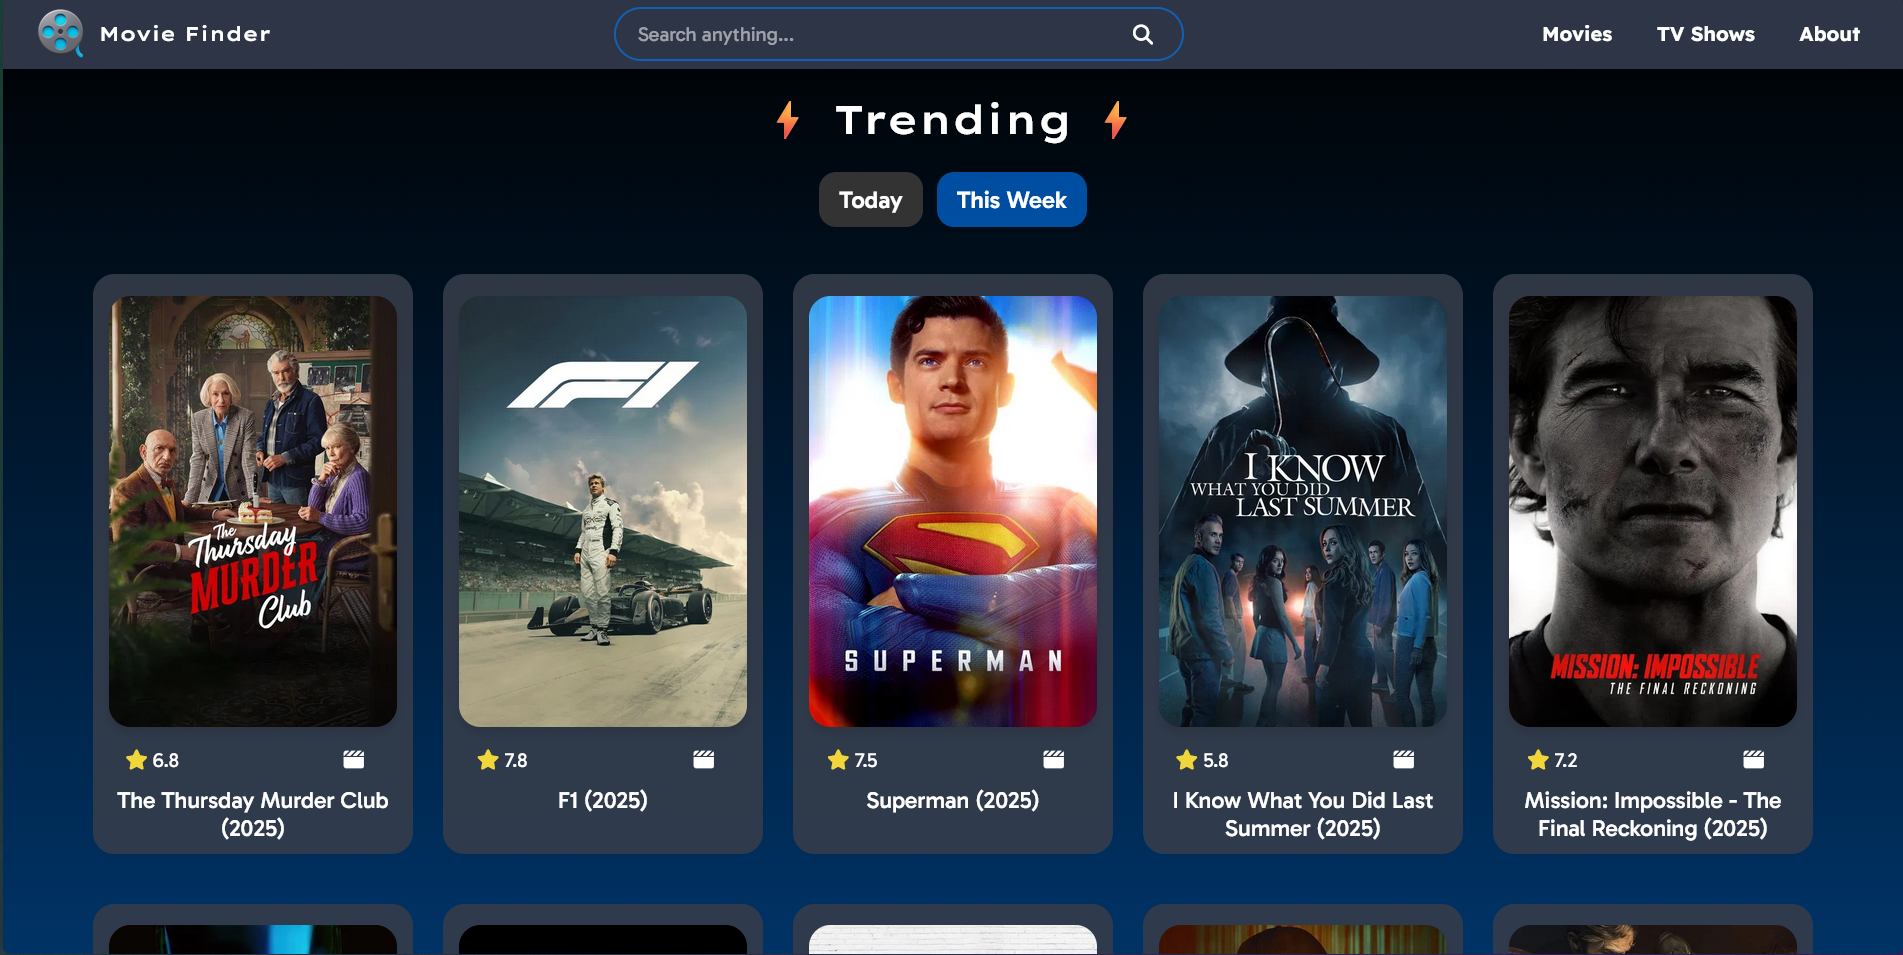 Movie Finder
Search anything...
Movies
TV Shows
About
Trending
Today
This Week
The
Thursday
MURDER
Club
F1
SUPERMAN
I KNOW
WHAT YOU DID
LAST SUMMER
MISSION: IMPOSSIBLE
THE FINAL RECKONING
6.8
The Thursday Murder Club
(2025)
7.8
F1 (2025)
7.5
Superman (2025)
5.8
I Know What You Did Last
Summer (2025)
7.2
Mission: Impossible - The
Final Reckoning (2025)